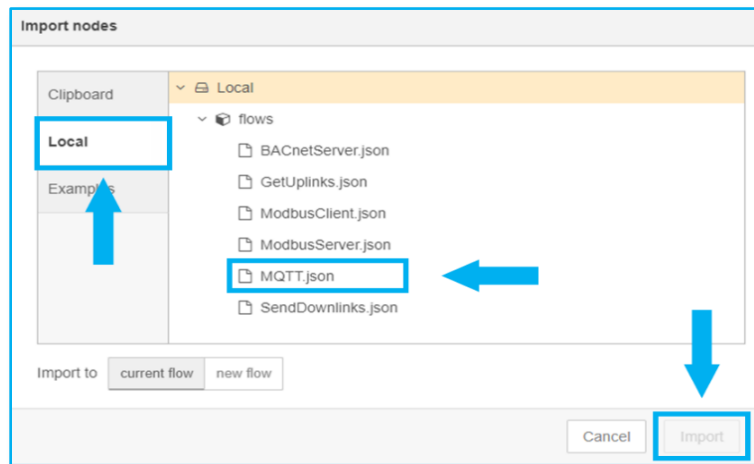 Import nodes
Clipboard
Local
Examples
Local
flows
BACnetServer.json
GetUplinks.json
ModbusClient.json
ModbusServer.json
MQTT.json
SendDownlinks.json
Import to current flow new flow
Cancel Import